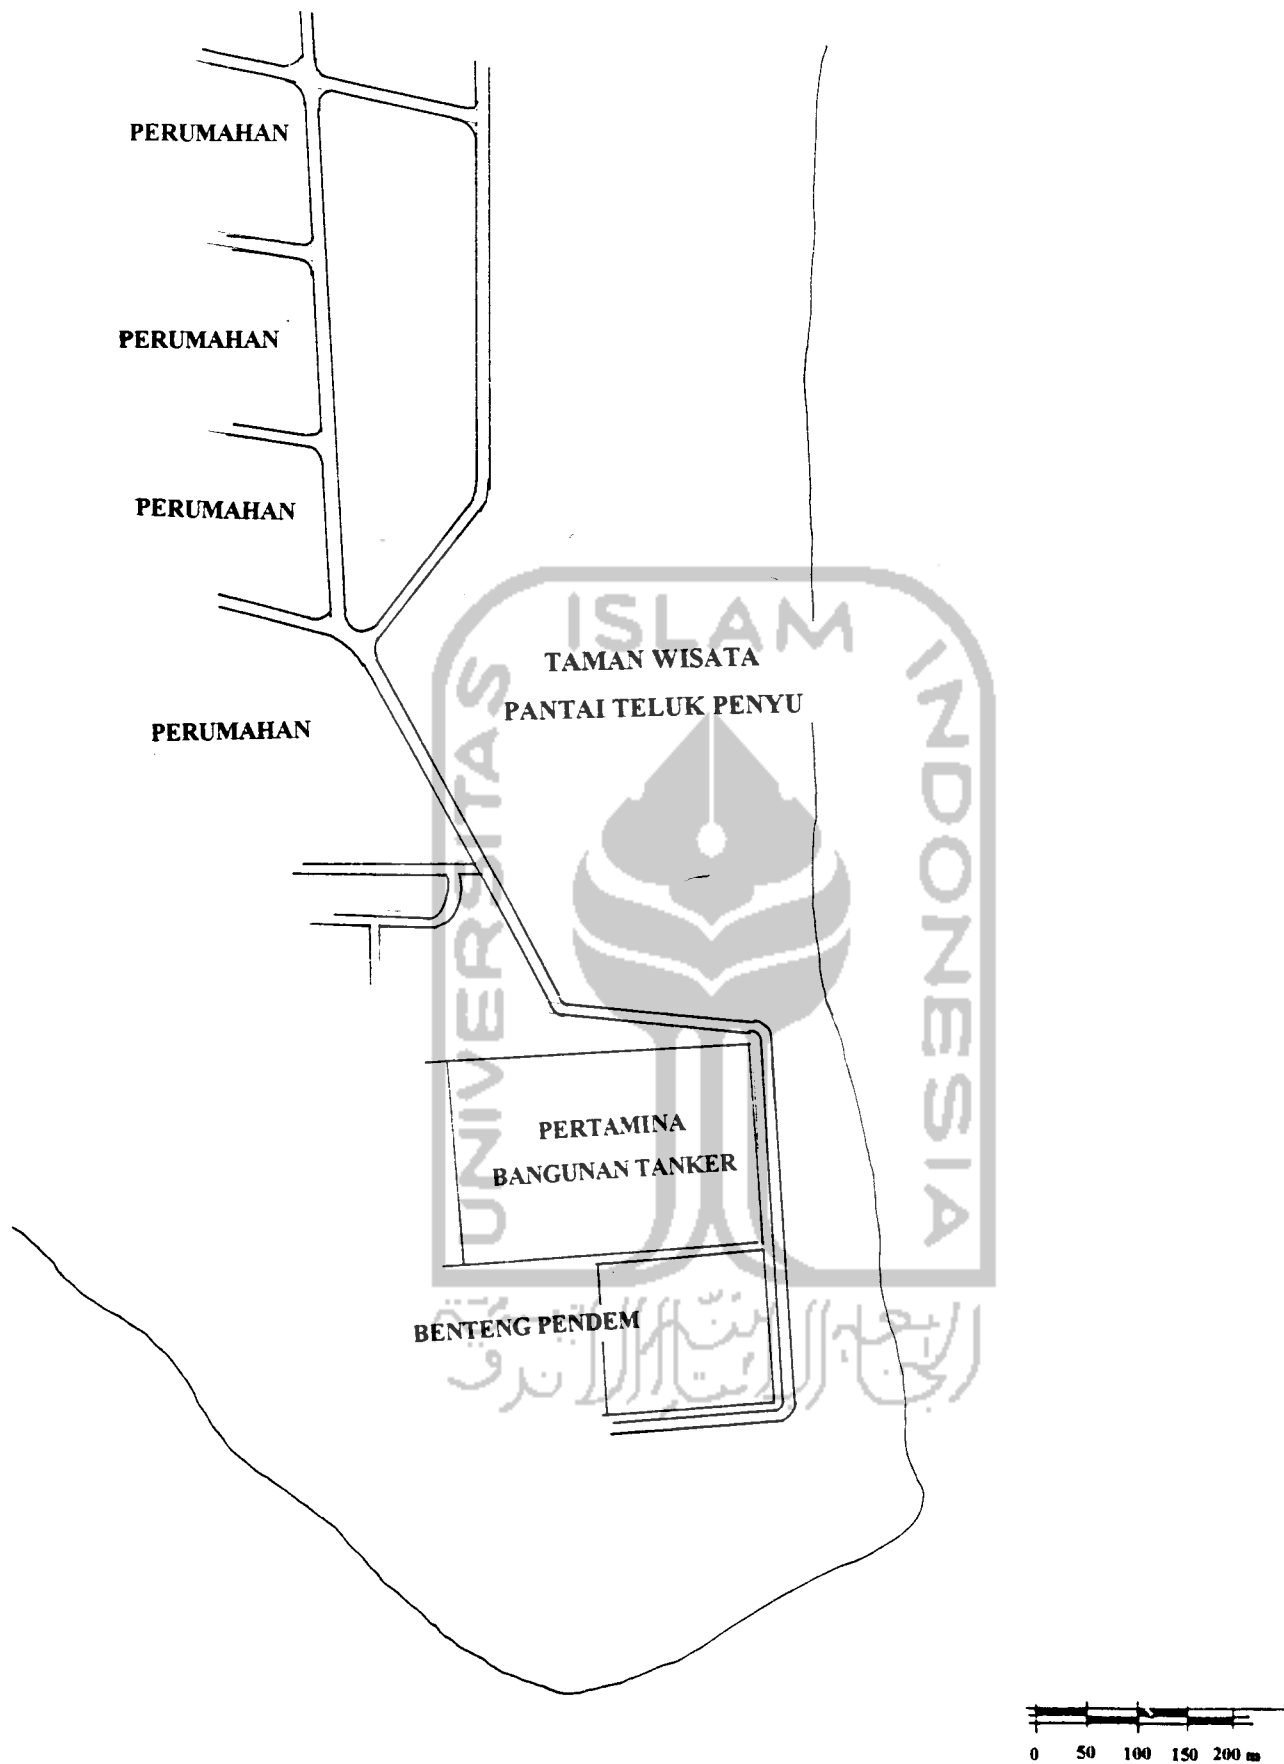 PERUMAHAN
PERUMAHAN
PERUMAHAN
ISLAM
UNIVERSITAS
INDONESIA
TAMAN WISATA
PANTAI TELUK PENYU
PERUMAHAN
PERTAMINA
BANGUNAN TANKER
BENTENG PENDEM
0 50 100 150 200 m